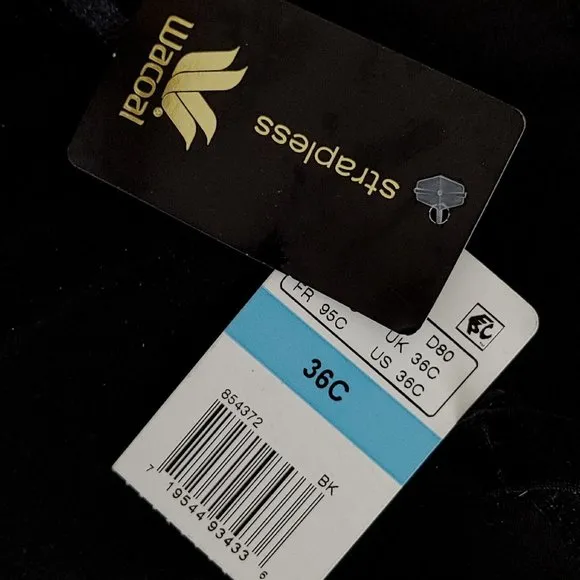 Wacoal®
strapless
FR 95C
D80
UK 36C
US 36C
36C
854372
BK
7 19544 93433 6